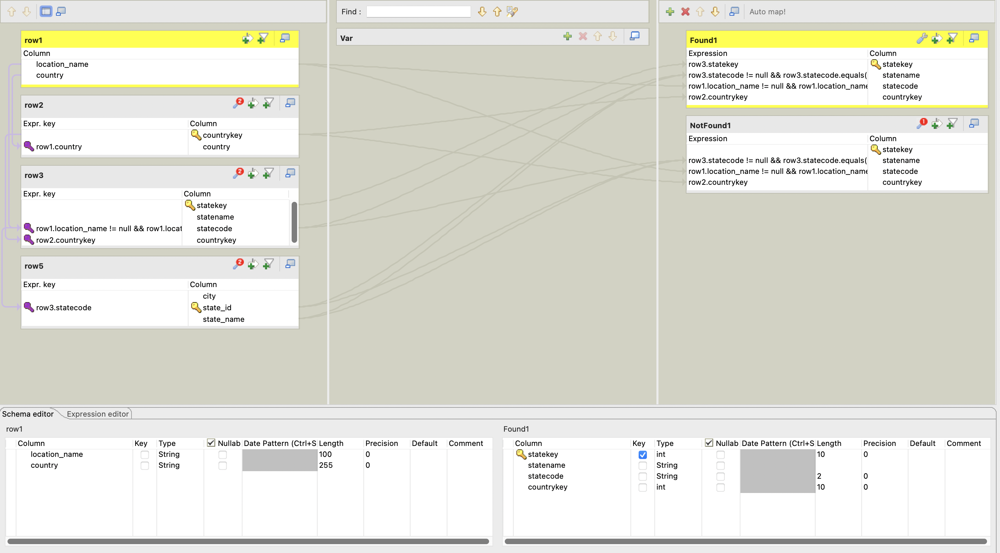 Find :
Auto map!
row1
Column
location_name
country
row2
2
Expr. key Column
countrykey
row1.country country
row3
2
Expr. key Column
statekey
statename
row1.location_name != null && row1.locat statecode
row2.countrykey countrykey
row5
2
Expr. key Column
city
row3.statecode state_id
state_name
Var
Found1
Expression Column
row3.statekey statekey
row3.statecode != null && row3.statecode.equals( statename
row1.location_name != null && row1.location_name statecode
row2.countrykey countrykey
NotFound1
1
Expression Column
statekey
row3.statecode != null && row3.statecode.equals( statename
row1.location_name != null && row1.location_name statecode
row2.countrykey countrykey
Schema editor Expression editor
row1
Column Key Type Nullab Date Pattern (Ctrl+S Length Precision Default Comment
location_name String 100 0
country String 255 0
Found1
Column Key Type Nullab Date Pattern (Ctrl+S Length Precision Default Comment
statekey int 10 0
statename String
statecode String 2 0
countrykey int 10 0